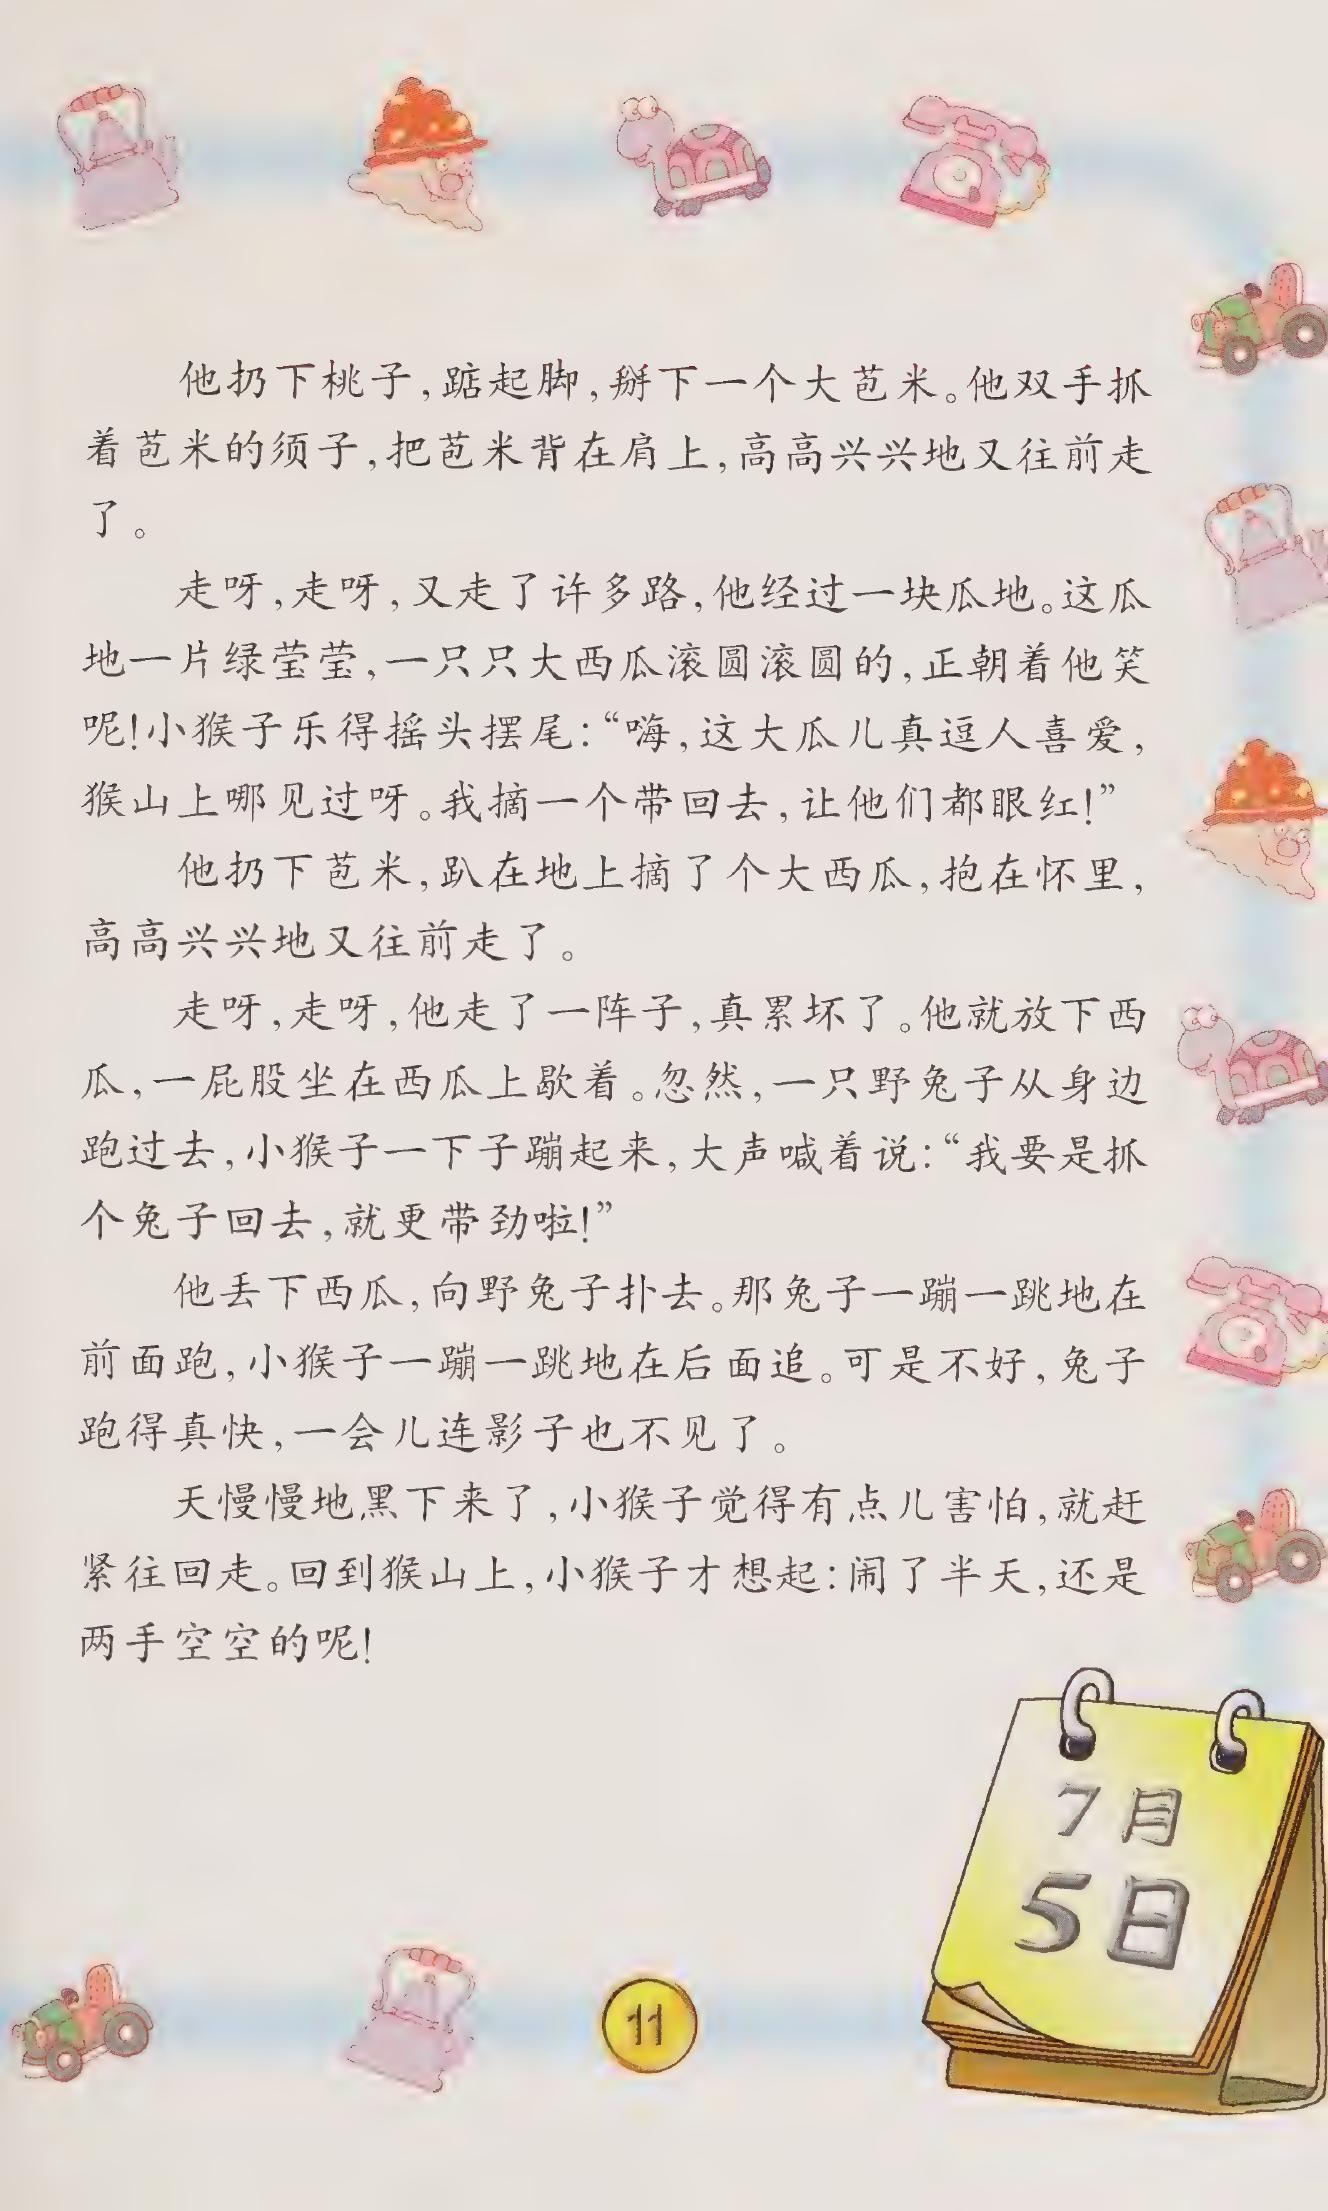 他扔下桃子，踮起脚，掰下一个大苞米。他双手抓
着苞米的须子，把苞米背在肩上，高高兴兴地又往前走
了。
走呀，走呀，又走了许多路，他经过一块瓜地。这瓜
地一片绿莹莹，一只只大西瓜滚圆滚圆的，正朝着他笑
呢！小猴子乐得摇头摆尾：“嗨，这大瓜儿真逗人喜爱，
猴山上哪见过呀。我摘一个带回去，让他们都眼红！”
他扔下苞米，趴在地上摘了个大西瓜，抱在怀里，
高高兴兴地又往前走了。
走呀，走呀，他走了一阵子，真累坏了。他就放下西
瓜，一屁股坐在西瓜上歇着。忽然，一只野兔子从身边
跑过去，小猴子一下子蹦起来，大声喊着说：“我要是抓
个兔子回去，就更带劲啦！”
他丢下西瓜，向野兔子扑去。那兔子一蹦一跳地在
前面跑，小猴子一蹦一跳地在后面追。可是不好，兔子
跑得真快，一会儿连影子也不见了。
天慢慢地黑下来了，小猴子觉得有点儿害怕，就赶
紧往回走。回到猴山上，小猴子才想起：闹了半天，还是
两手空空的呢！
7月
5日
11